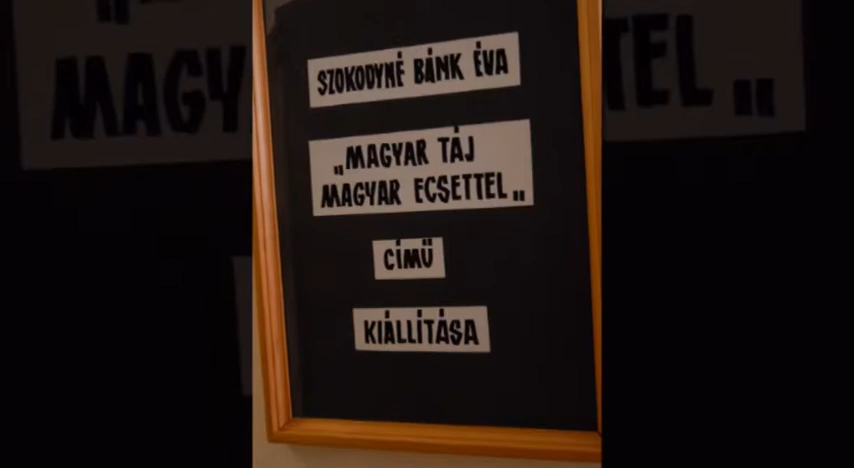 SZOKODYNÉ BÁNK ÉVA
„MAGYAR TÁJ
MAGYAR ECSETTEL„
CÍMŰ
KIÁLLÍTÁSA